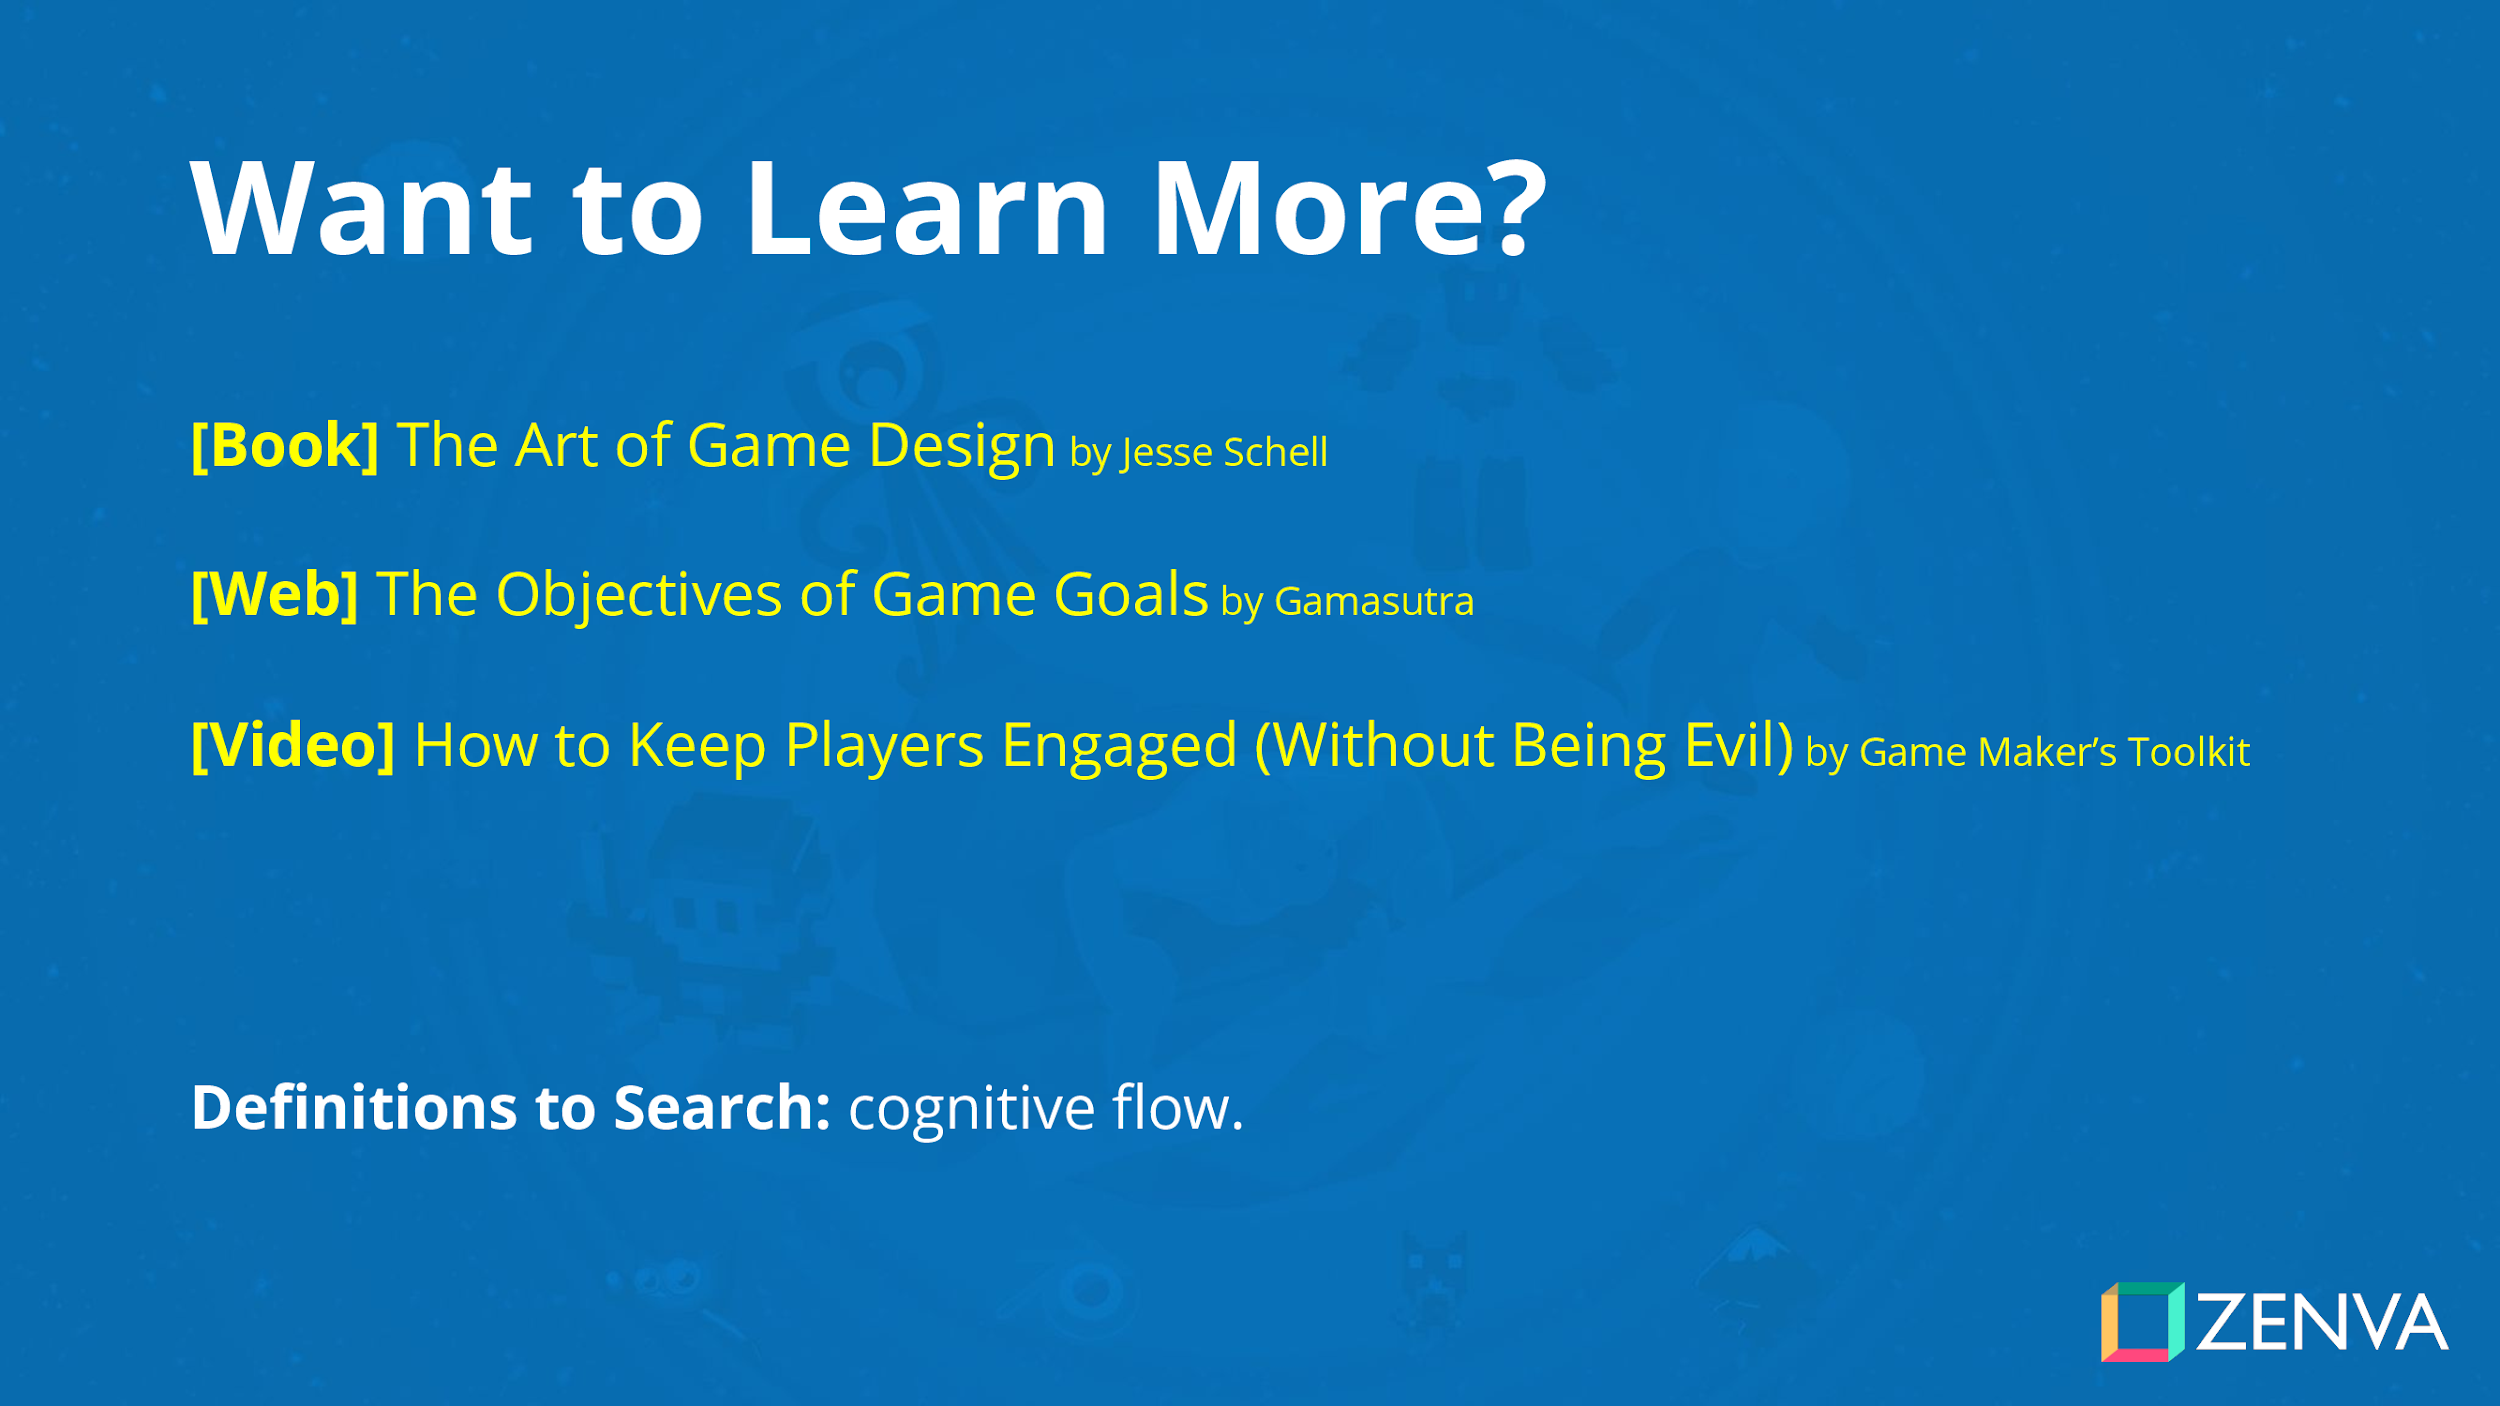 Want to Learn More?
[Book] The Art of Game Design by Jesse Schell
[Web] The Objectives of Game Goals by Gamasutra
[Video] How to Keep Players Engaged (Without Being Evil) by Game Maker’s Toolkit
Definitions to Search: cognitive flow.
ZENVA